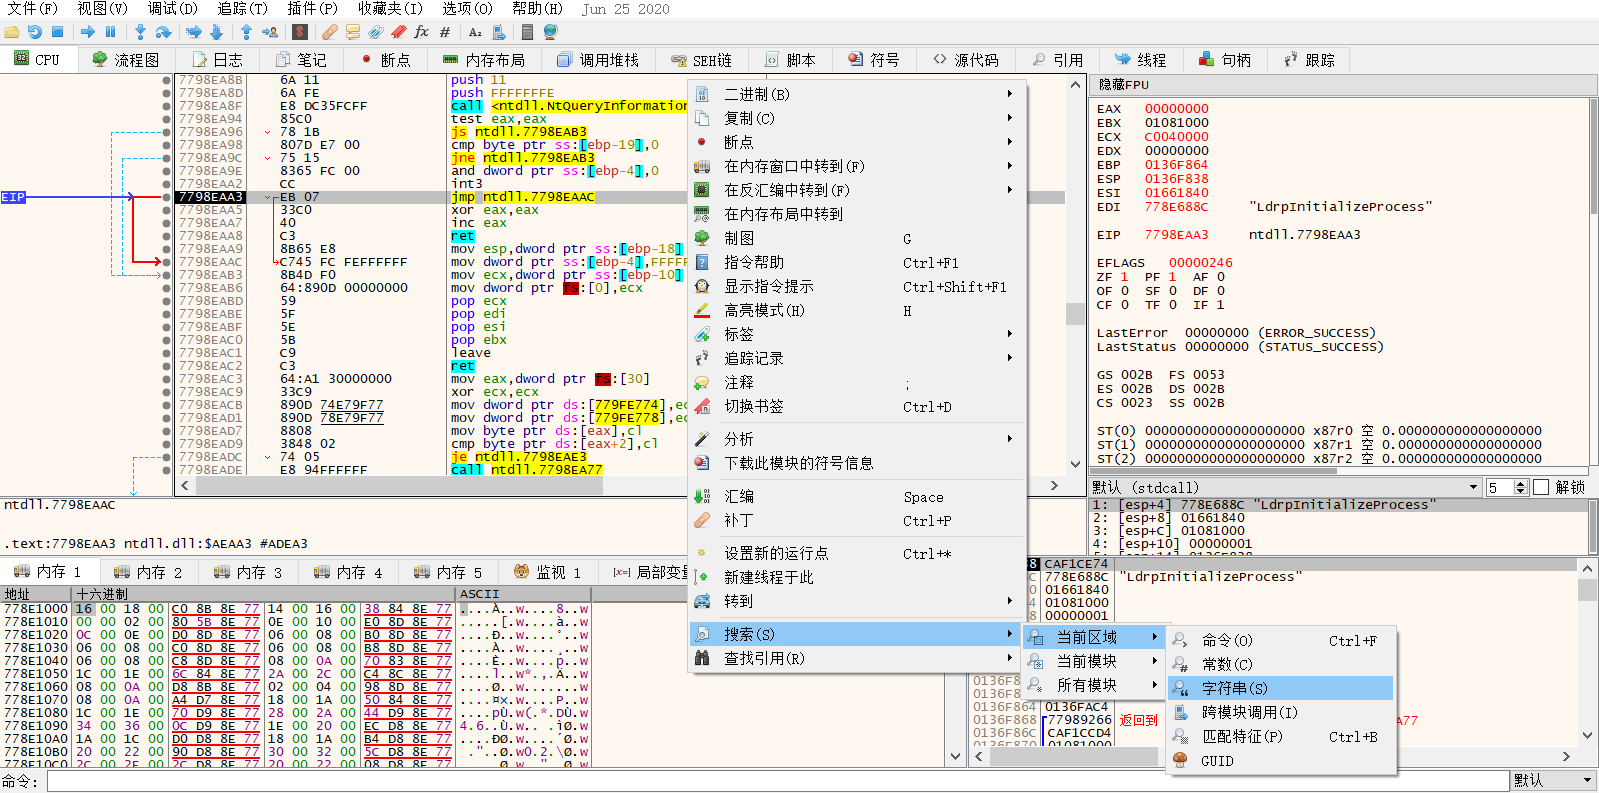 文件(F) 视图(V) 调试(D) 追踪(T) 插件(P) 收藏夹(I) 选项(O) 帮助(H) Jun 25 2020
CPU 流程图 日志 笔记 断点 内存布局 调用堆栈 SEH链 脚本 符号 源代码 引用 线程 句柄 跟踪
7798EA8B 6A 11 push 11
7798EA8D 6A FE push FFFFFFFE
7798EA8F E8 DC35FCFF call <ntdll.NtQueryInformation
7798EA94 85C0 test eax,eax
7798EA96 78 1B js ntdll.7798EAB3
7798EA98 807D E7 00 cmp byte ptr ss:[ebp-19],0
7798EA9C 75 15 jne ntdll.7798EAB3
7798EA9E 8365 FC 00 and dword ptr ss:[ebp-4],0
7798EAA2 CC int3
EIP 7798EAA3 EB 07 jmp ntdll.7798EAAC
7798EAA5 33C0 xor eax,eax
7798EAA7 40 inc eax
7798EAA8 C3 ret
7798EAA9 8B65 E8 mov esp,dword ptr ss:[ebp-18]
7798EAAC C745 FC FEFFFFFF mov dword ptr ss:[ebp-4],FFFFF
7798EAB3 8B4D F0 mov ecx,dword ptr ss:[ebp-10]
7798EAB6 64:890D 00000000 mov dword ptr fs:[0],ecx
7798EABD 59 pop ecx
7798EABE 5F pop edi
7798EABF 5E pop esi
7798EAC0 5B pop ebx
7798EAC1 C9 leave
7798EAC2 C3 ret
7798EAC3 64:A1 30000000 mov eax,dword ptr fs:[30]
7798EAC9 33C9 xor ecx,ecx
7798EACB 890D 74E79F77 mov dword ptr ds:[779FE774],ec
7798EAD1 890D 78E79F77 mov dword ptr ds:[779FE778],ec
7798EAD7 8808 mov byte ptr ds:[eax],cl
7798EAD9 3848 02 cmp byte ptr ds:[eax+2],cl
7798EADC 74 05 je ntdll.7798EAE3
7798EADE E8 94FFFFFF call ntdll.7798EA77
二进制(B)
复制(C)
断点
在内存窗口中转到(F)
在反汇编中转到(F)
在内存布局中转到
制图 G
指令帮助 Ctrl+F1
显示指令提示 Ctrl+Shift+F1
高亮模式(H) H
标签
追踪记录
注释 ;
切换书签 Ctrl+D
分析
下载此模块的符号信息
汇编 Space
补丁 Ctrl+P
设置新的运行点 Ctrl+*
新建线程于此
转到
搜索(S)
查找引用(R)
当前区域
当前模块
所有模块
命令(O) Ctrl+F
常数(C)
字符串(S)
跨模块调用(I)
匹配特征(P) Ctrl+B
GUID
隐藏FPU
EAX 00000000
EBX 01081000
ECX C0040000
EDX 00000000
EBP 0136F864
ESP 0136F838
ESI 01661840
EDI 778E688C "LdrpInitializeProcess"
EIP 7798EAA3 ntdll.7798EAA3
EFLAGS 00000246
ZF 1 PF 1 AF 0
OF 0 SF 0 DF 0
CF 0 TF 0 IF 1
LastError 00000000 (ERROR_SUCCESS)
LastStatus 00000000 (STATUS_SUCCESS)
GS 002B FS 0053
ES 002B DS 002B
CS 0023 SS 002B
ST(0) 00000000000000000000 x87r0 空 0.000000000000000000
ST(1) 00000000000000000000 x87r1 空 0.000000000000000000
ST(2) 00000000000000000000 x87r2 空 0.000000000000000000
默认 (stdcall) 5 解锁
1: [esp+4] 778E688C "LdrpInitializeProcess"
2: [esp+8] 01661840
3: [esp+C] 01081000
4: [esp+10] 00000001
ntdll.7798EAAC
.text:7798EAA3 ntdll.dll:$AEAA3 #ADEA3
内存 1 内存 2 内存 3 内存 4 内存 5 监视 1 [x=] 局部变量
地址 十六进制 ASCII
778E1000 16 00 18 00 C0 8B 8E 77 14 00 16 00 38 84 8E 77 ....À..w....8..w
778E1010 00 00 02 00 80 5B 8E 77 0E 00 10 00 E0 8D 8E 77 .....[.w....à..w
778E1020 0C 00 0E 00 D0 8D 8E 77 06 00 08 00 B0 8D 8E 77 ....Ð..w....°..w
778E1030 06 00 08 00 C0 8D 8E 77 06 00 08 00 B8 8D 8E 77 ....À..w....¸..w
778E1040 06 00 08 00 C8 8D 8E 77 08 00 0A 00 70 83 8E 77 ....È..w....p..w
778E1050 1C 00 1E 00 6C 84 8E 77 2A 00 2C 00 C4 8C 8E 77 ....l..w*.,.Ä..w
778E1060 08 00 0A 00 D8 8B 8E 77 02 00 04 00 98 8D 8E 77 ....Ø..w.......w
778E1070 08 00 0A 00 A4 D7 8E 77 18 00 1A 00 50 84 8E 77 ....¤×.w....P..w
778E1080 1C 00 1E 00 70 D9 8E 77 28 00 2A 00 44 D9 8E 77 ....pÙ.w(.*.DÙ.w
778E1090 34 00 36 00 0C D9 8E 77 1E 00 20 00 EC D8 8E 77 4.6..Ù.w.. .ìØ.w
778E10A0 1A 00 1C 00 D0 D8 8E 77 18 00 1A 00 B4 D8 8E 77 ....ÐØ.w....´Ø.w
778E10B0 20 00 22 00 90 D8 8E 77 30 00 32 00 5C D8 8E 77  .".。Ø.w0.2.\Ø.w
CAF1CE74
778E688C "LdrpInitializeProcess"
01661840
01081000
00000001
0136FAC4
0136F868 77989266 返回到
0136F86C CAF1CCD4
0136F870 01081000
命令: 默认